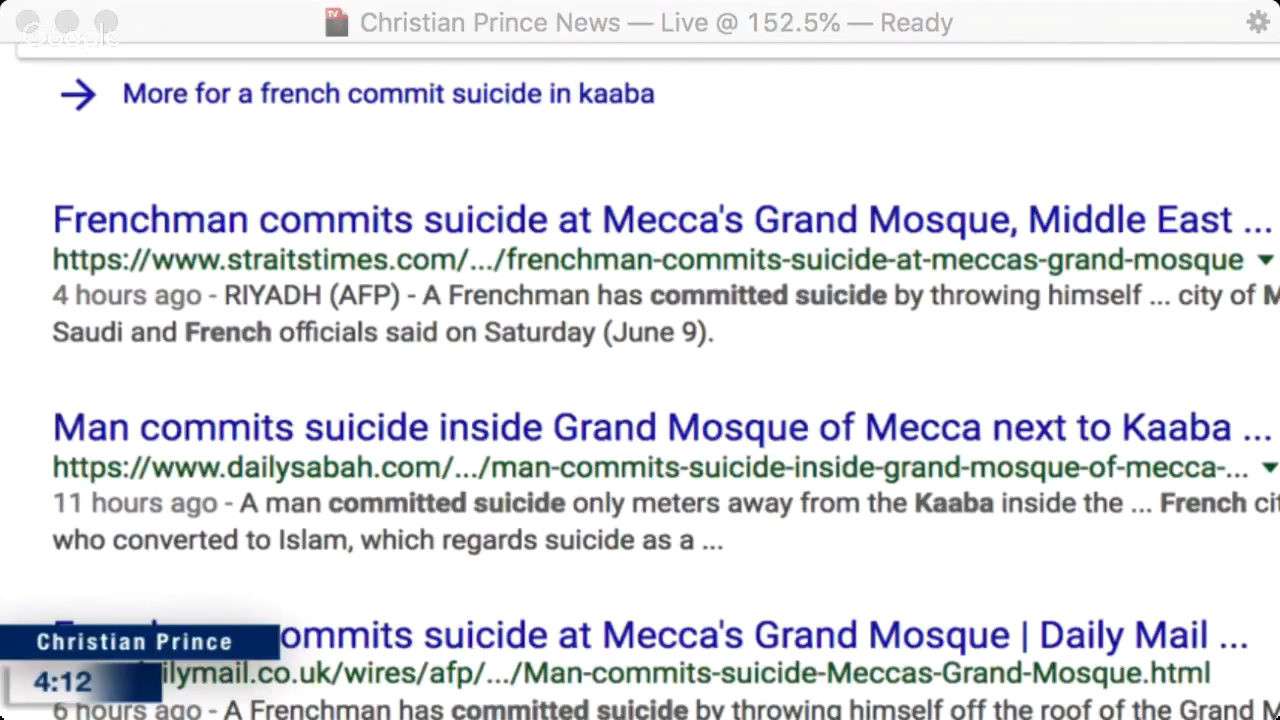 Christian Prince News — Live @ 152.5% — Ready
Google
More for a french commit suicide in kaaba
Frenchman commits suicide at Mecca's Grand Mosque, Middle East ...
https://www.straitstimes.com/.../frenchman-commits-suicide-at-meccas-grand-mosque
4 hours ago - RIYADH (AFP) - A Frenchman has committed suicide by throwing himself ... city of M
Saudi and French officials said on Saturday (June 9).
Man commits suicide inside Grand Mosque of Mecca next to Kaaba ...
https://www.dailysabah.com/.../man-commits-suicide-inside-grand-mosque-of-mecca-...
11 hours ago - A man committed suicide only meters away from the Kaaba inside the ... French cit
who converted to Islam, which regards suicide as a ...
ommits suicide at Mecca's Grand Mosque | Daily Mail ...
Christian Prince
ilymail.co.uk/wires/afp/.../Man-commits-suicide-Meccas-Grand-Mosque.html
4:12
6 hours ago - A Frenchman has committed suicide by throwing himself off the roof of the Grand M